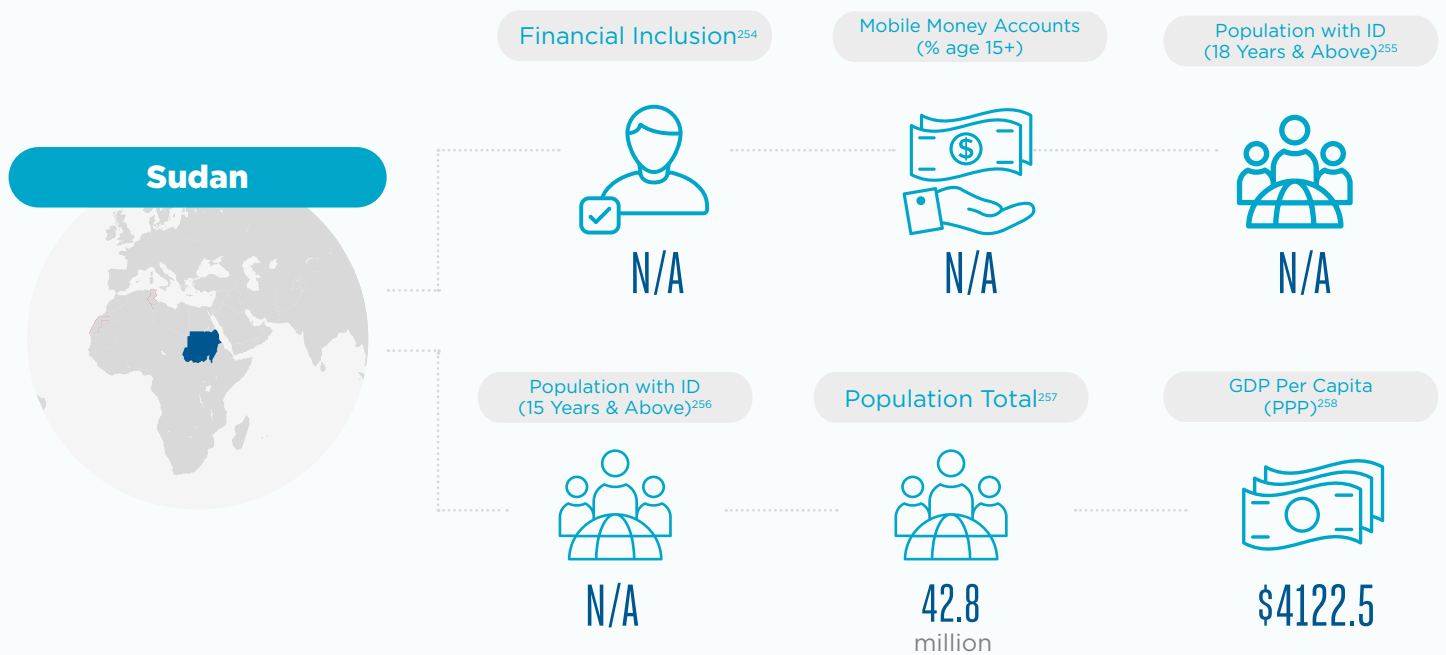 Financial Inclusion254
Mobile Money Accounts
(% age 15+)
Population with ID
(18 Years & Above)255
Sudan
$
N/A
N/A
N/A
Population with ID
(15 Years & Above)256
Population Total257
GDP Per Capita
(PPP)258
N/A
42.8
million
$4122.5